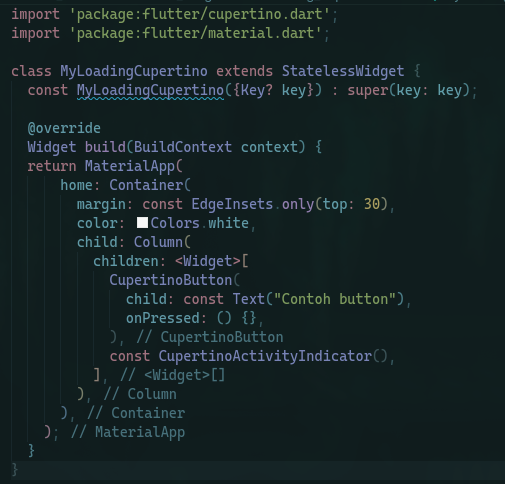 import 'package:flutter/cupertino.dart';
import 'package:flutter/material.dart';
class MyLoadingCupertino extends StatelessWidget {
const MyLoadingCupertino({Key? key}) : super(key: key);
@override
Widget build(BuildContext context) {
return MaterialApp(
home: Container(
margin: const EdgeInsets.only(top: 30),
color: Colors.white,
child: Column(
children: <Widget>[
CupertinoButton(
child: const Text("Contoh button"),
onPressed: () {},
), // CupertinoButton
const CupertinoActivityIndicator(),
], // <Widget>[]
), // Column
), // Container
); // MaterialApp
}
}